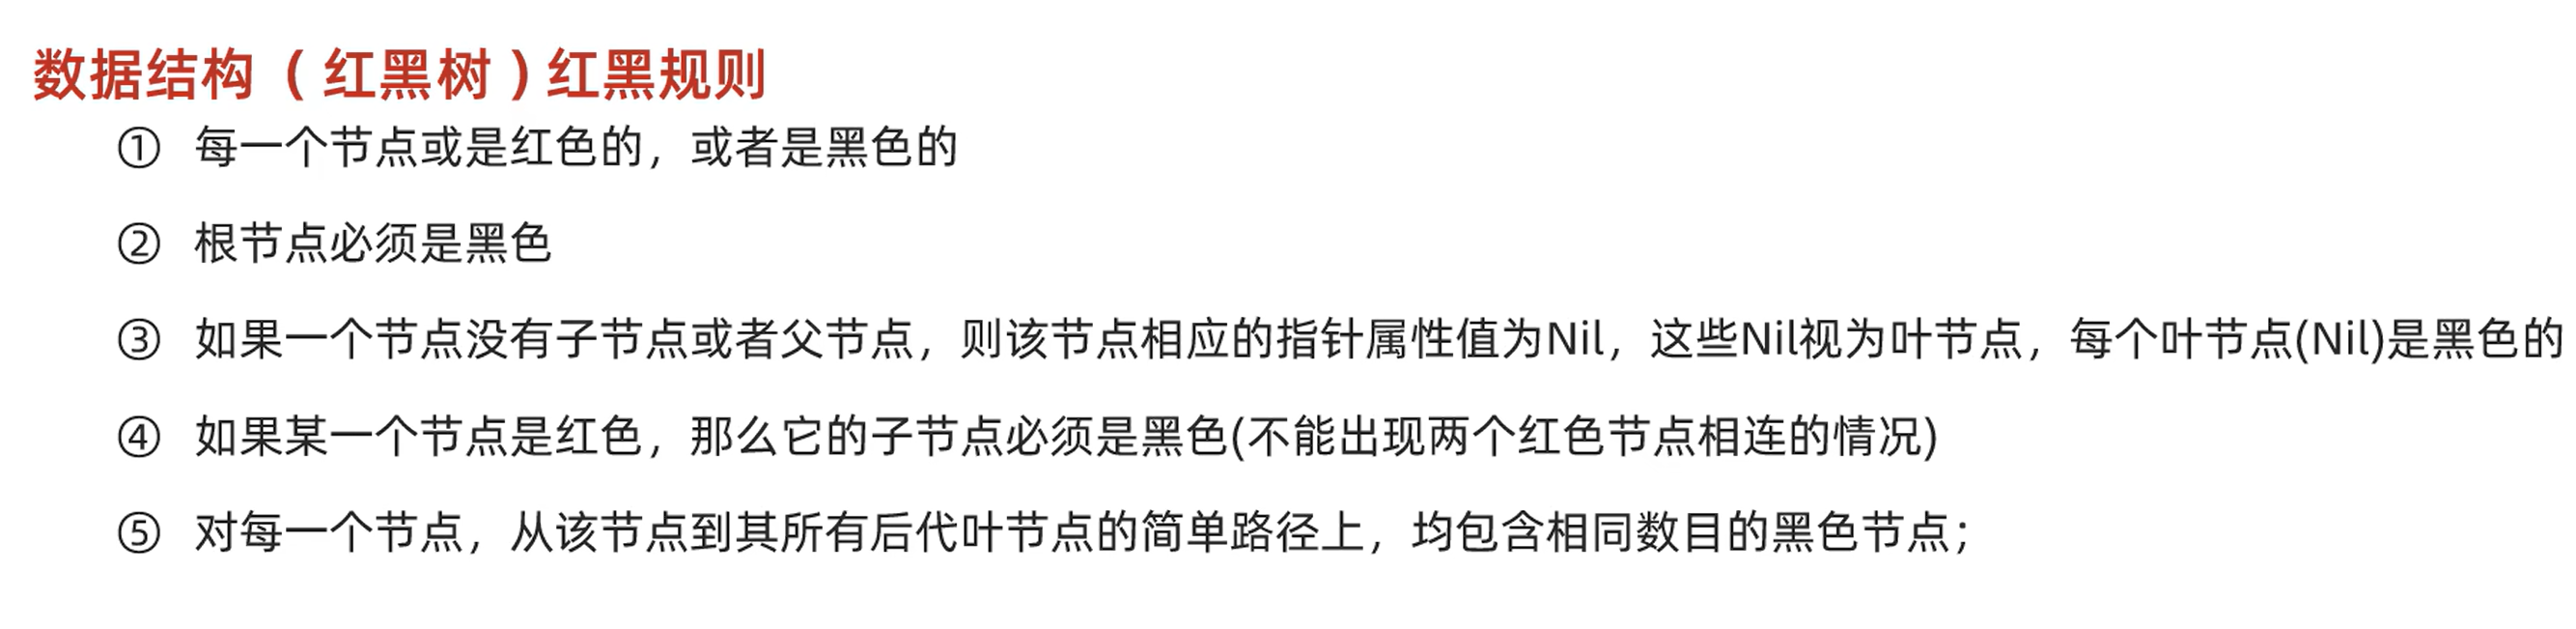 数据结构（红黑树）红黑规则
① 每一个节点或是红色的，或者是黑色的
② 根节点必须是黑色
③ 如果一个节点没有子节点或者父节点，则该节点相应的指针属性值为Nil，这些Nil视为叶节点，每个叶节点(Nil)是黑色的
④ 如果某一个节点是红色，那么它的子节点必须是黑色(不能出现两个红色节点相连的情况)
⑤ 对每一个节点，从该节点到其所有后代叶节点的简单路径上，均包含相同数目的黑色节点；